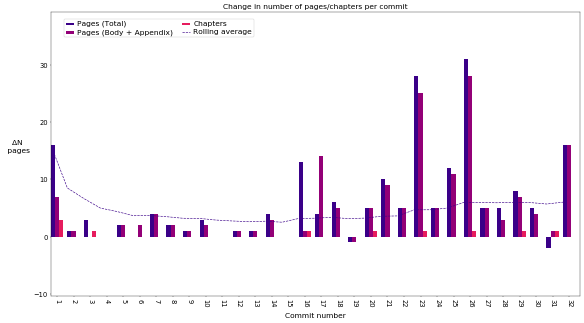 Change in number of pages/chapters per commit
Pages (Total)
Pages (Body + Appendix)
Chapters
Rolling average
30
20
10
0
−10
ΔN
pages
1 2 3 4 5 6 7 8 9 10 11 12 13 14 15 16 17 18 19 20 21 22 23 24 25 26 27 28 29 30 31 32
Commit number